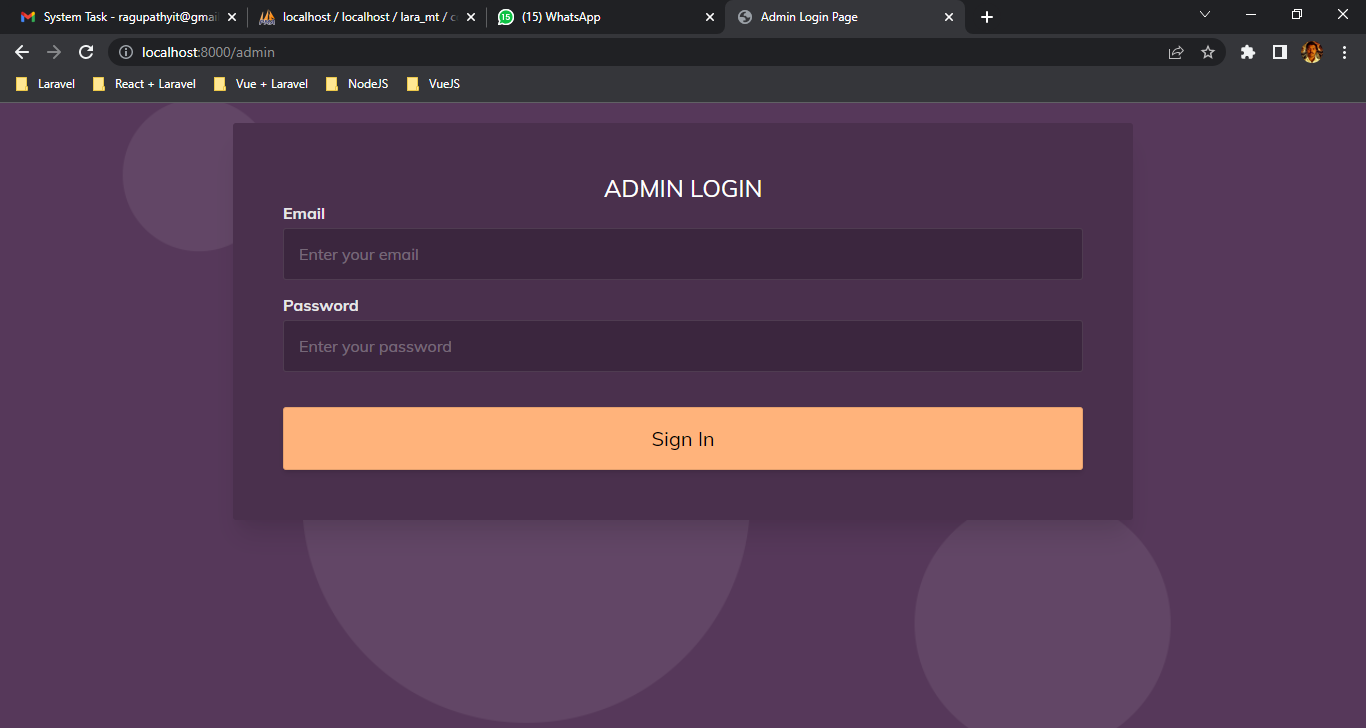 System Task - ragupathyit@gmai
localhost / localhost / lara_mt /
15
(15) WhatsApp
Admin Login Page
localhost:8000/admin
Laravel
React + Laravel
Vue + Laravel
NodeJS
VueJS
ADMIN LOGIN
Email
Enter your email
Password
Enter your password
Sign In